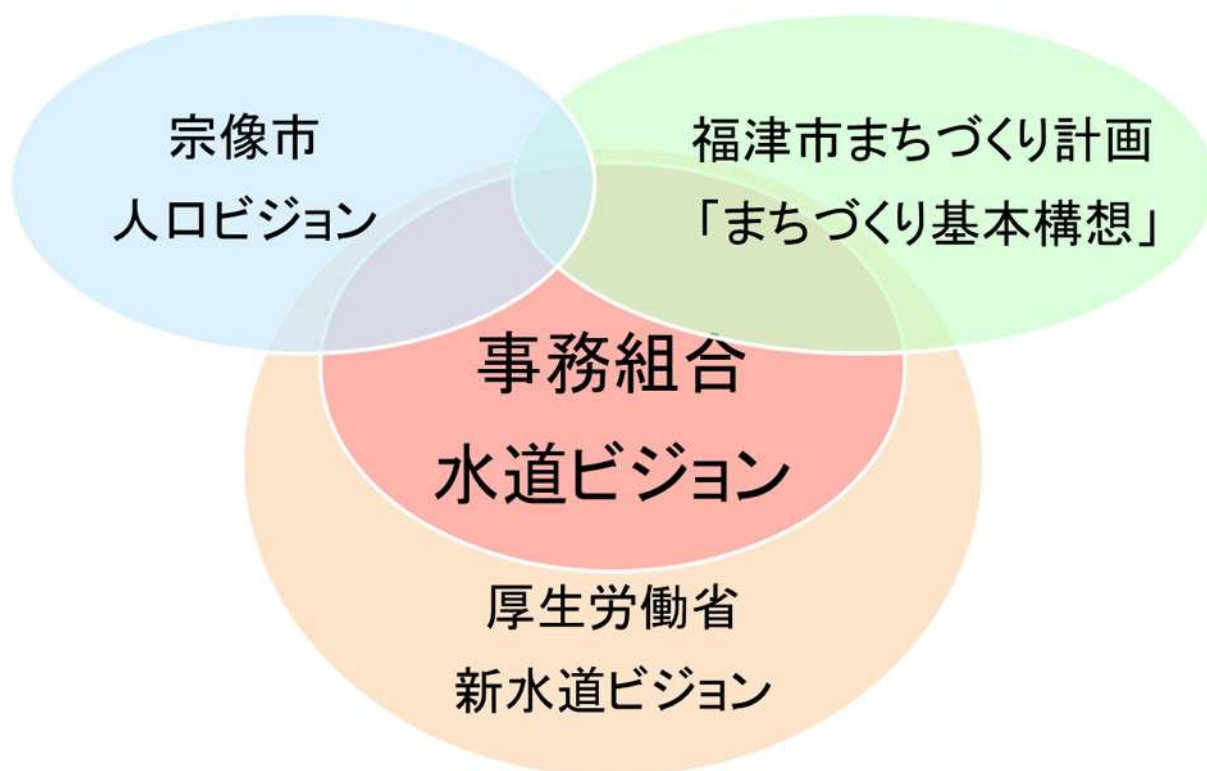 宗像市
人口ビジョン
福津市まちづくり計画
「まちづくり基本構想」
事務組合
水道ビジョン
厚生労働省
新水道ビジョン